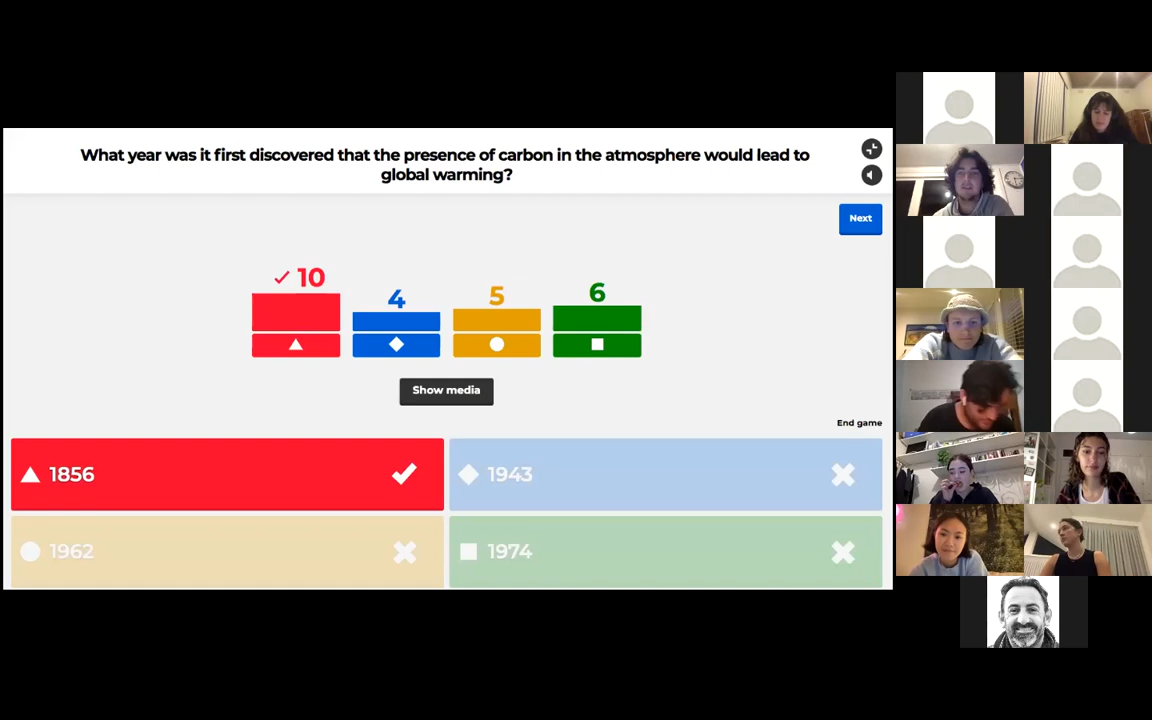 What year was it first discovered that the presence of carbon in the atmosphere would lead to
global warming?
Next
10
4
5
6
Show media
End game
1856
1943
1962
1974